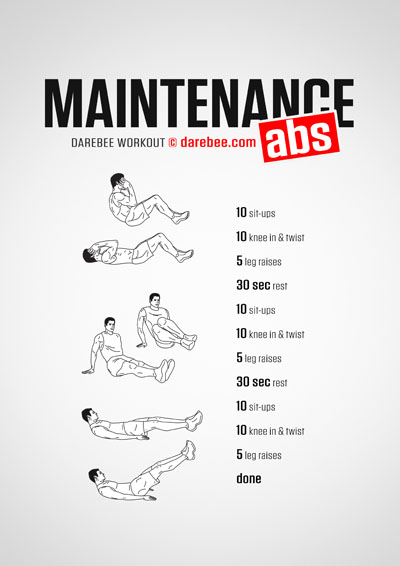 MAINTENANCE
abs
DAREBEE WORKOUT © darebee.com
10 sit-ups
10 knee in & twist
5 leg raises
30 sec rest
10 sit-ups
10 knee in & twist
5 leg raises
30 sec rest
10 sit-ups
10 knee in & twist
5 leg raises
done